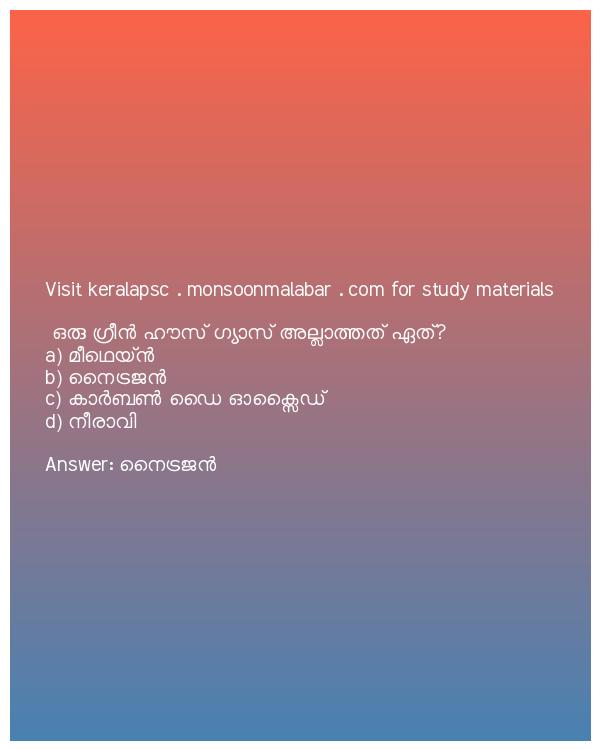 Visit keralapsc . monsoonmalabar . com for study materials
ഒരു ഗ്രീൻ ഹൗസ് ഗ്യാസ് അല്ലാത്തത് ഏത്?
a) മീഥെയ്ൻ
b) നൈട്രജൻ
c) കാർബൺ ഡൈ ഓക്സൈഡ്
d) നീരാവി
Answer: നൈട്രജൻ